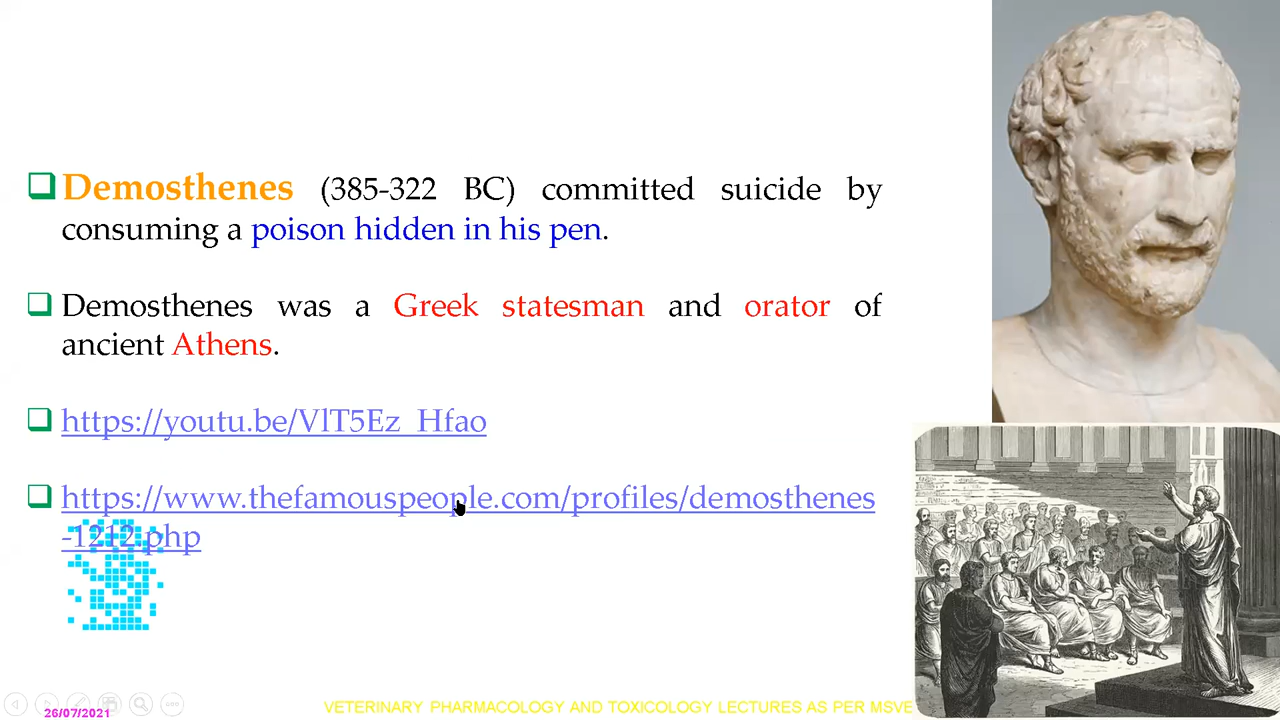 Demosthenes (385-322 BC) committed suicide by
consuming a poison hidden in his pen.
Demosthenes was a Greek statesman and orator of
ancient Athens.
https://youtu.be/VlT5Ez_Hfao
https://www.thefamouspeople.com/profiles/demosthenes
-1212.php
26/07/2021
VETERINARY PHARMACOLOGY AND TOXICOLOGY LECTURES AS PER MSVE